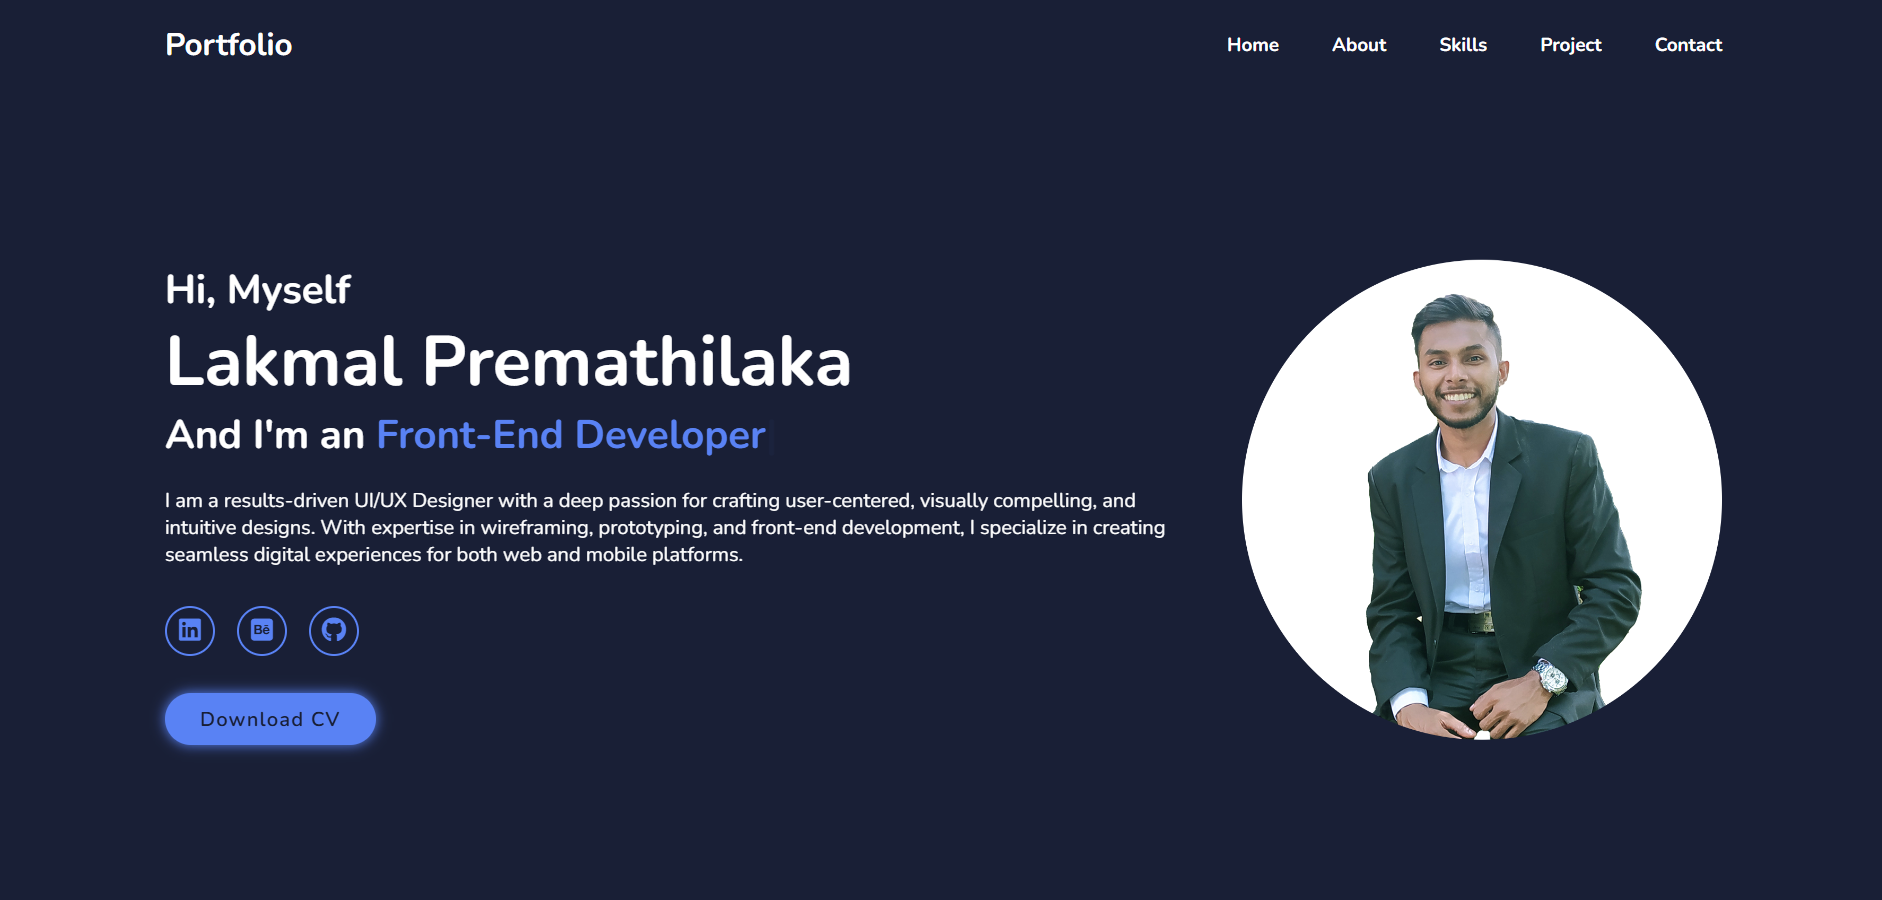 Portfolio
Home About Skills Project Contact
Hi, Myself
Lakmal Premathilaka
And I'm an Front-End Developer
I am a results-driven UI/UX Designer with a deep passion for crafting user-centered, visually compelling, and
intuitive designs. With expertise in wireframing, prototyping, and front-end development, I specialize in creating
seamless digital experiences for both web and mobile platforms.
in Bē
Download CV